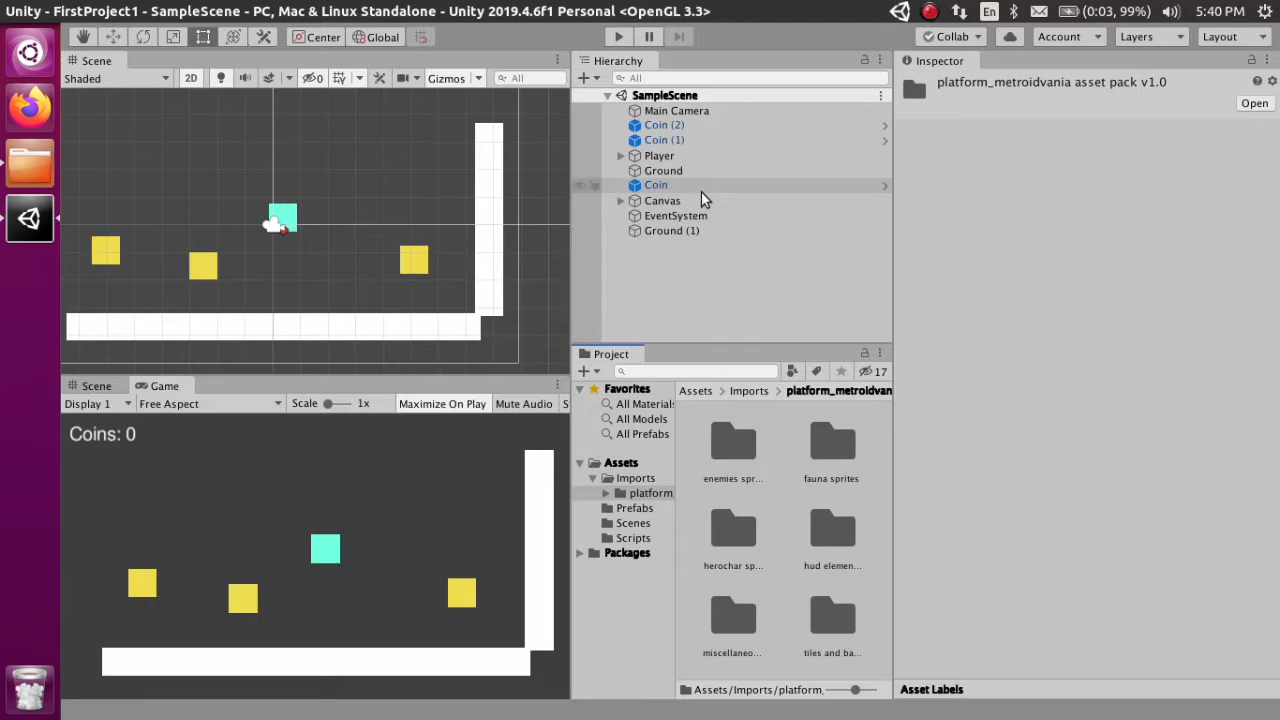 Unity - FirstProject1 - SampleScene - PC, Mac & Linux Standalone - Unity 2019.4.6f1 Personal <OpenGL 3.3>
En
(0:03, 99%)
5:40 PM
Center
Global
Collab
Account
Layers
Layout
Scene
Shaded
2D
0
Gizmos
All
Hierarchy
All
SampleScene
Main Camera
Coin (2)
Coin (1)
Player
Ground
Coin
Canvas
EventSystem
Ground (1)
Inspector
platform_metroidvania asset pack v1.0
Open
Scene
Game
Display 1
Free Aspect
Scale
1x
Maximize On Play
Mute Audio
S
Coins: 0
Project
17
Favorites
All Material
All Models
All Prefabs
Assets
Imports
platform
Prefabs
Scenes
Scripts
Packages
Assets > Imports > platform_metroidvan
enemies spr...
fauna sprites
herochar sp...
hud elemen...
miscellaneo...
tiles and ba...
Assets/Imports/platform_
Asset Labels